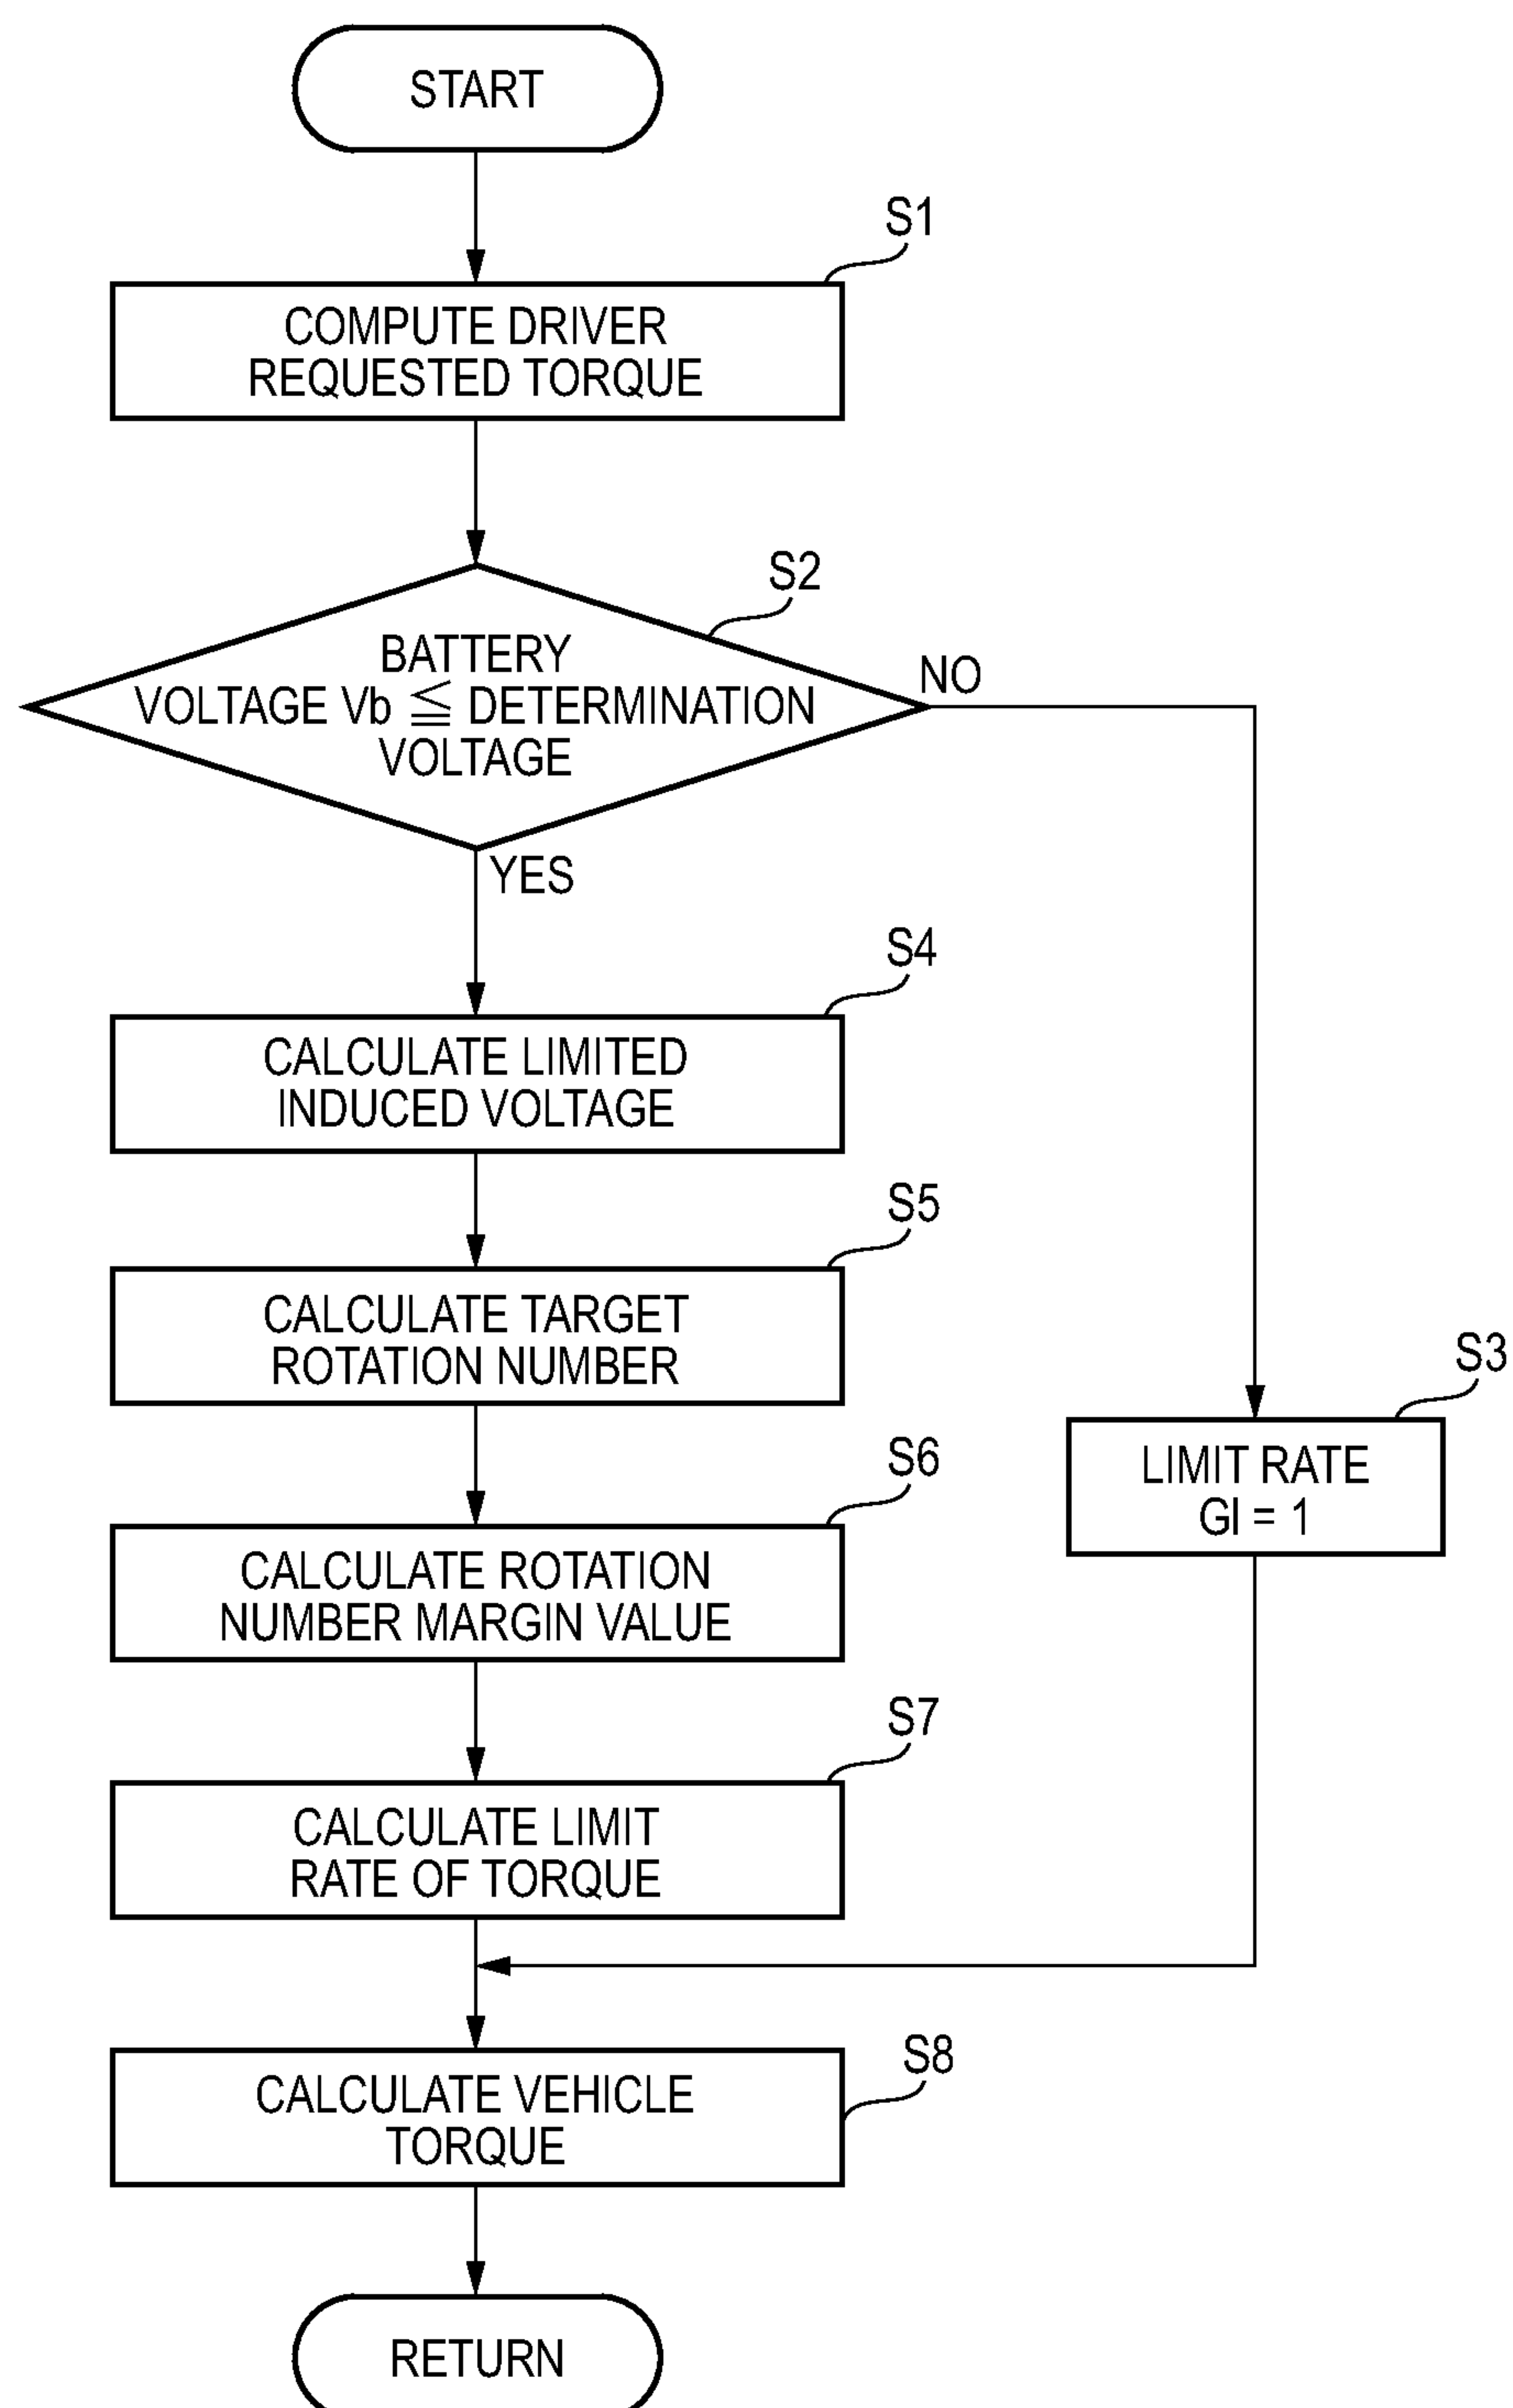 START
S1
COMPUTE DRIVER
REQUESTED TORQUE
S2
BATTERY
VOLTAGE Vb ≦ DETERMINATION
VOLTAGE
NO
YES
S4
CALCULATE LIMITED
INDUCED VOLTAGE
S5
CALCULATE TARGET
ROTATION NUMBER
S3
LIMIT RATE
Gl = 1
S6
CALCULATE ROTATION
NUMBER MARGIN VALUE
S7
CALCULATE LIMIT
RATE OF TORQUE
S8
CALCULATE VEHICLE
TORQUE
RETURN